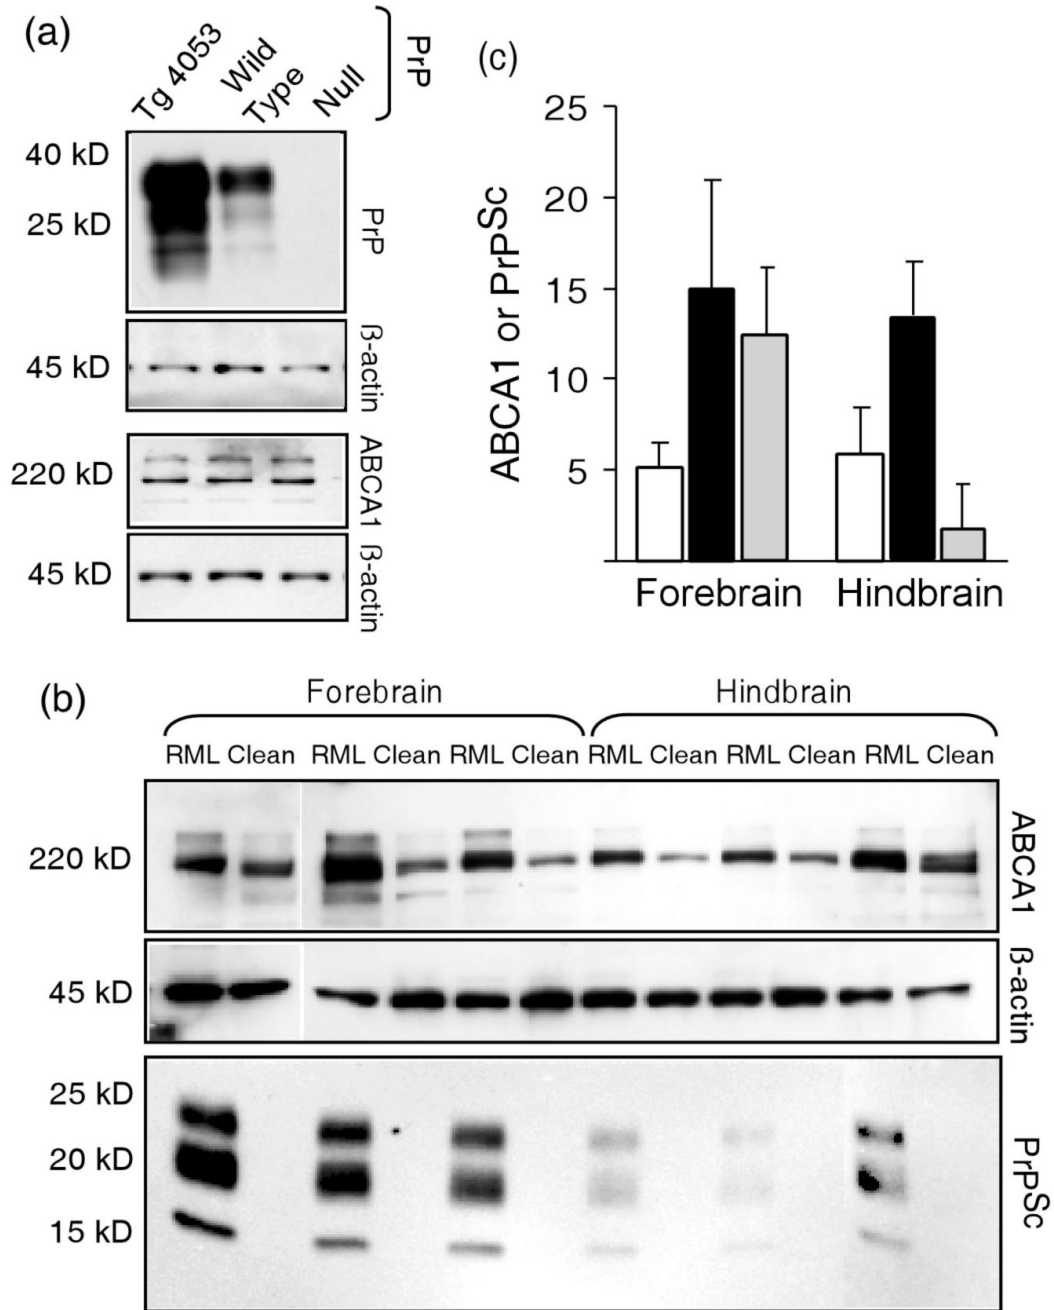 (a)
Tg 4053
Wild
Type
Null
PrP
40 kD
25 kD
PrP
45 kD
ß-actin
220 kD
ABCA1
45 kD
ß-actin
(c)
ABCA1 or PrPSc
25
20
15
10
5
Forebrain Hindbrain
(b)
Forebrain Hindbrain
RML Clean RML Clean RML Clean RML Clean RML Clean RML Clean
220 kD
ABCA1
45 kD
ß-actin
25 kD
20 kD
15 kD
PrPSc